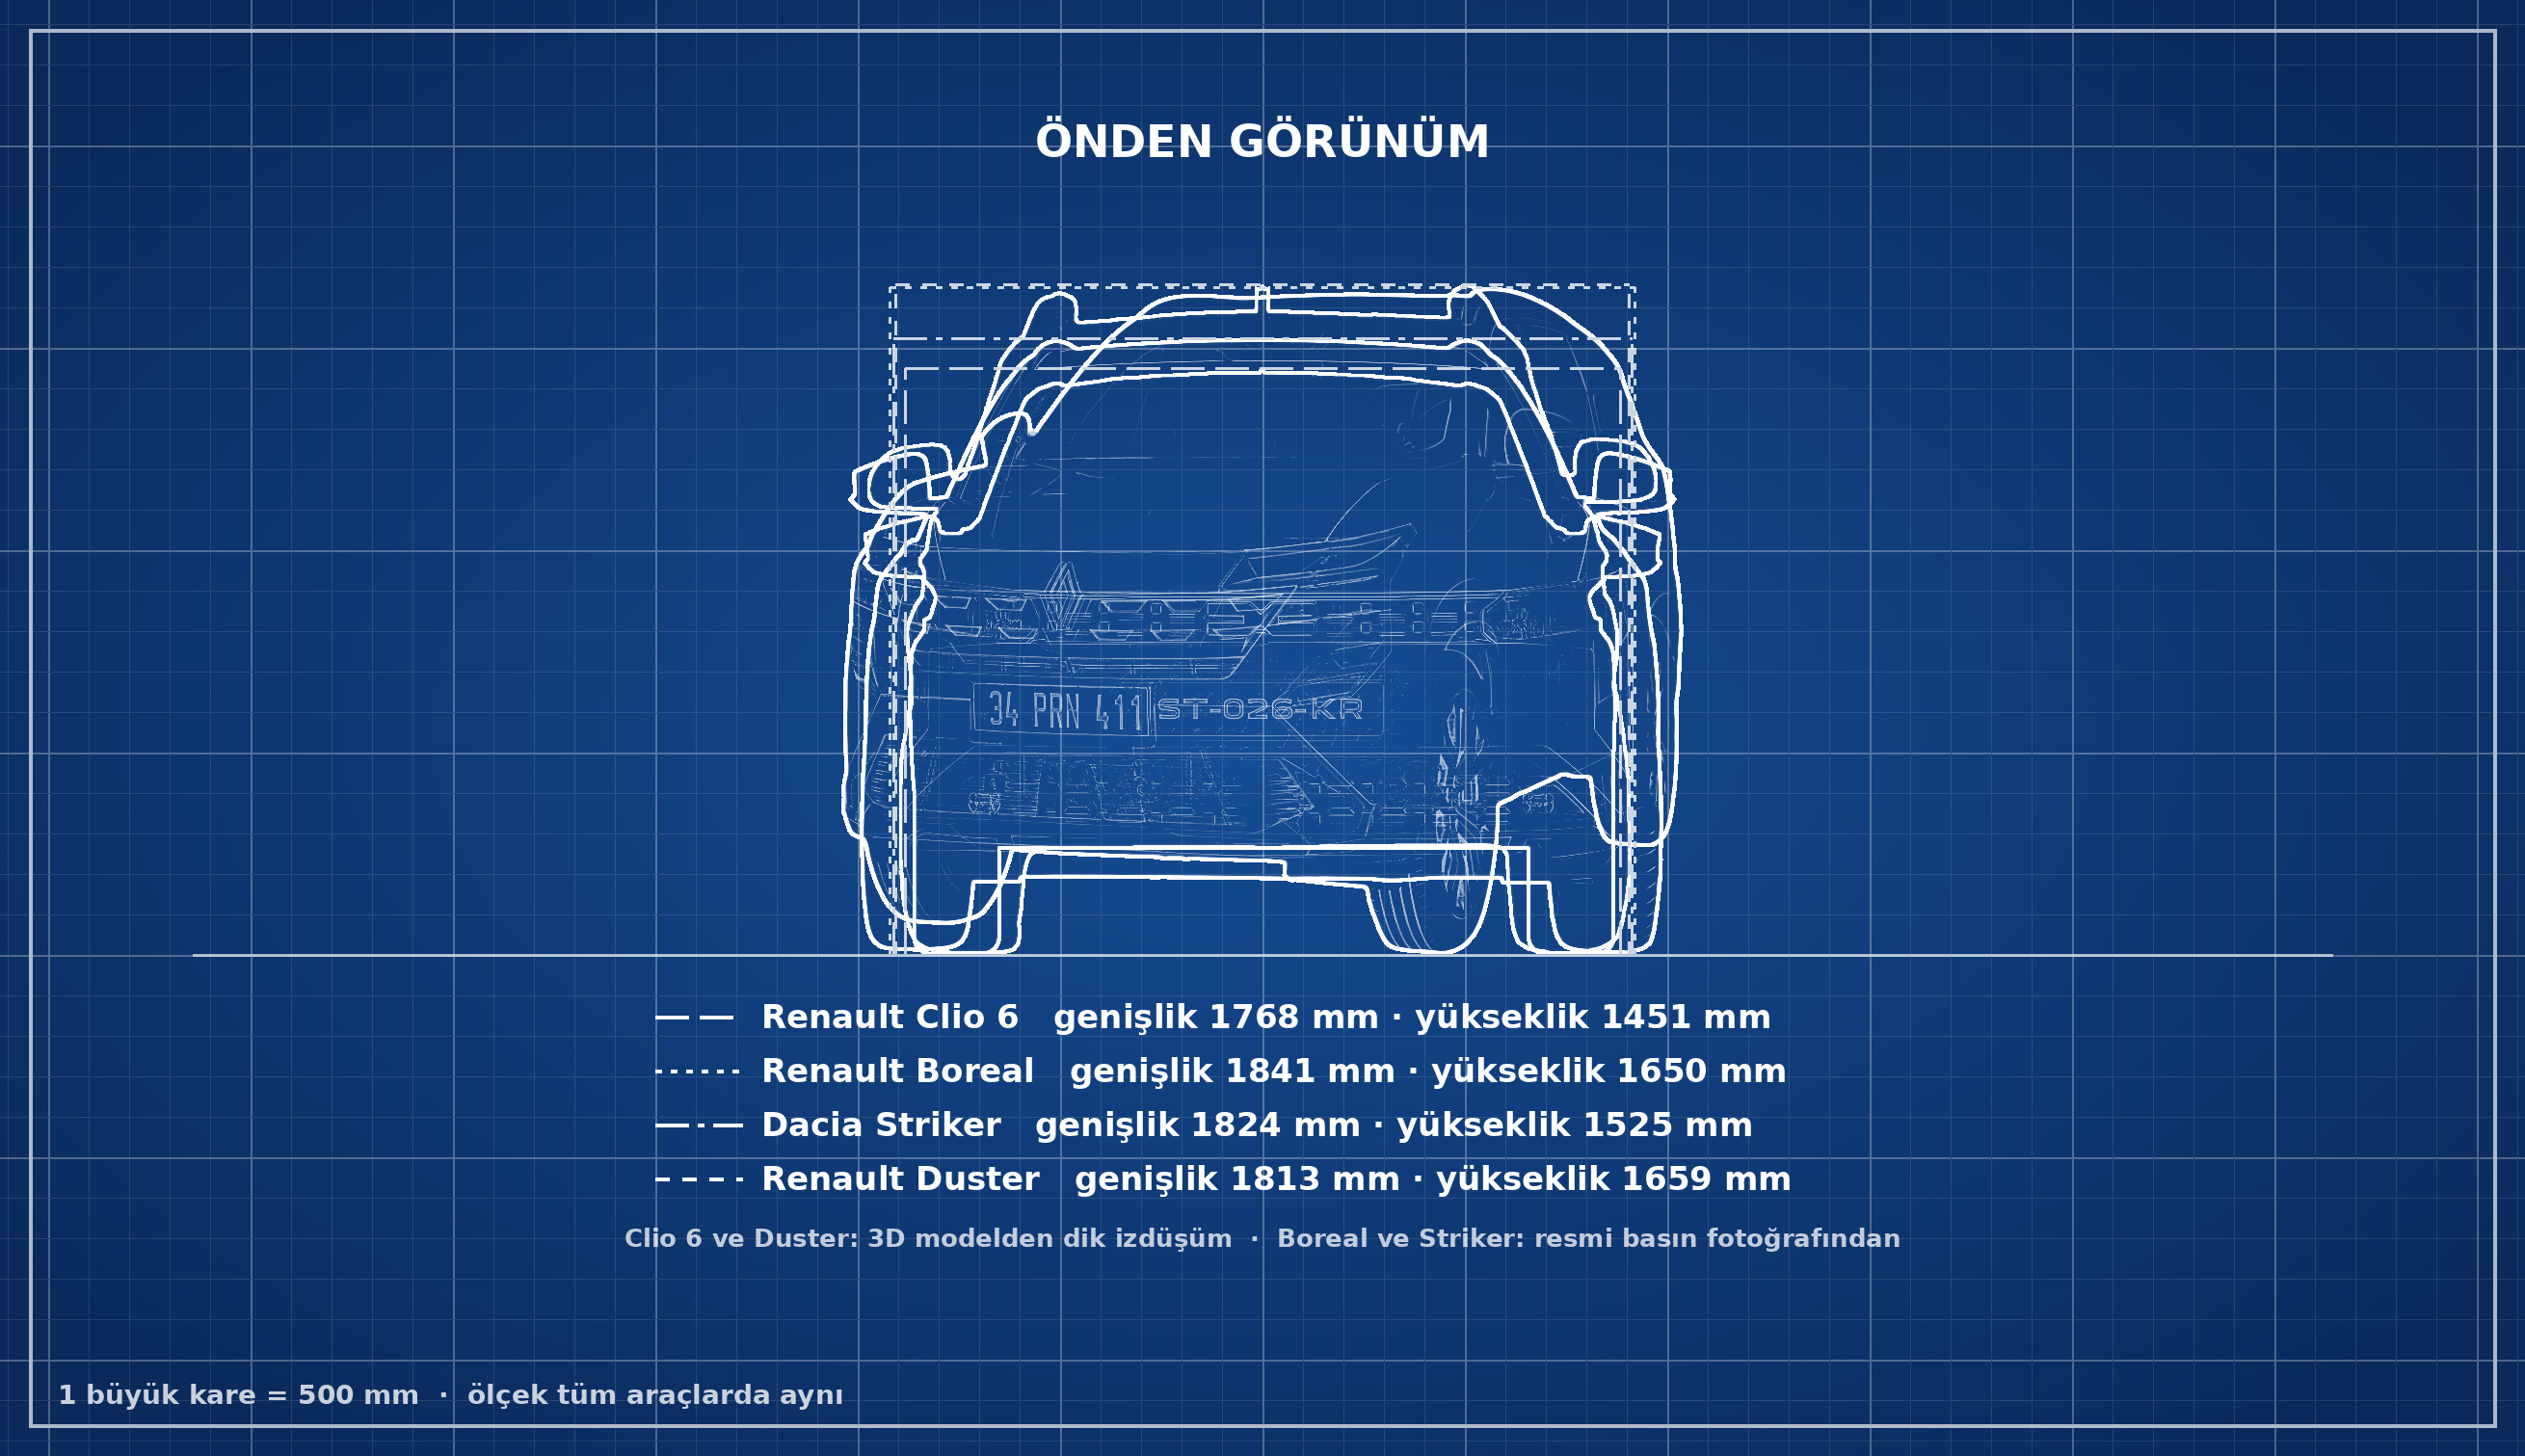 ÖNDEN GÖRÜNÜM
34 PRN 411
ST-026-KR
Renault Clio 6 genişlik 1768 mm · yükseklik 1451 mm
Renault Boreal genişlik 1841 mm · yükseklik 1650 mm
Dacia Striker genişlik 1824 mm · yükseklik 1525 mm
Renault Duster genişlik 1813 mm · yükseklik 1659 mm
Clio 6 ve Duster: 3D modelden dik izdüşüm · Boreal ve Striker: resmi basın fotoğrafından
1 büyük kare = 500 mm · ölçek tüm araçlarda aynı